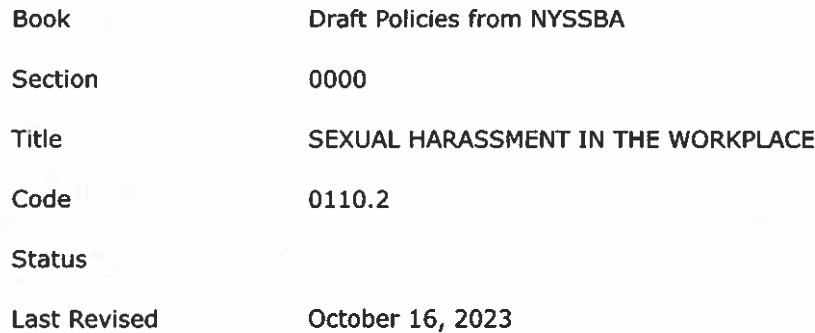 Book Draft Policies from NYSSBA
Section 0000
Title SEXUAL HARASSMENT IN THE WORKPLACE
Code 0110.2
Status
Last Revised October 16, 2023